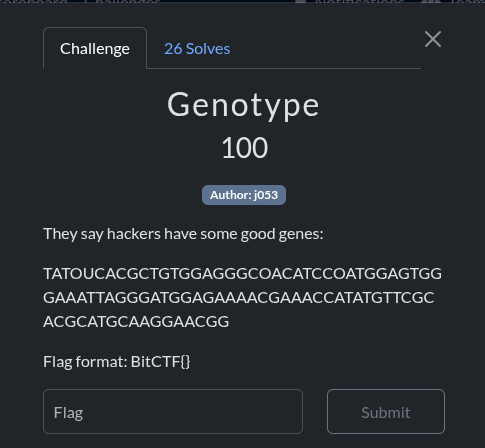 Challenge
26 Solves
Genotype
100
Author: j053
They say hackers have some good genes:
TATOUCACGCTGTGGAGGGCOACATCCOATGGAGTGG
GAAATTAGGGATGGAGAAAACGAAACCATATGTTCGC
ACGCATGCAAGGAACGG
Flag format: BitCTF{}
Flag
Submit